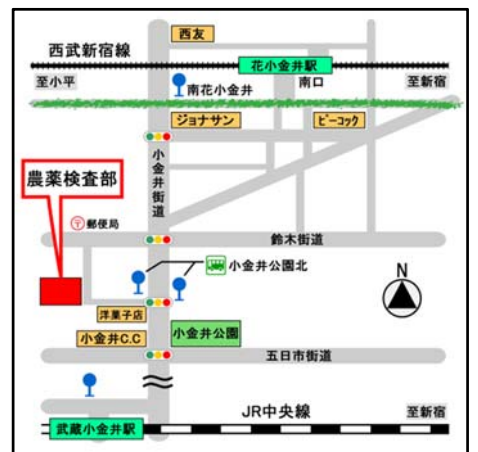 西友
西武新宿線
花小金井駅
至小平
南花小金井
南口
至新宿
ジョナサン
ピーコック
小金井街道
農薬検査部
〒郵便局
鈴木街道
小金井公園北
N
洋菓子店
小金井C.C
小金井公園
五日市街道
JR中央線
至新宿
武蔵小金井駅